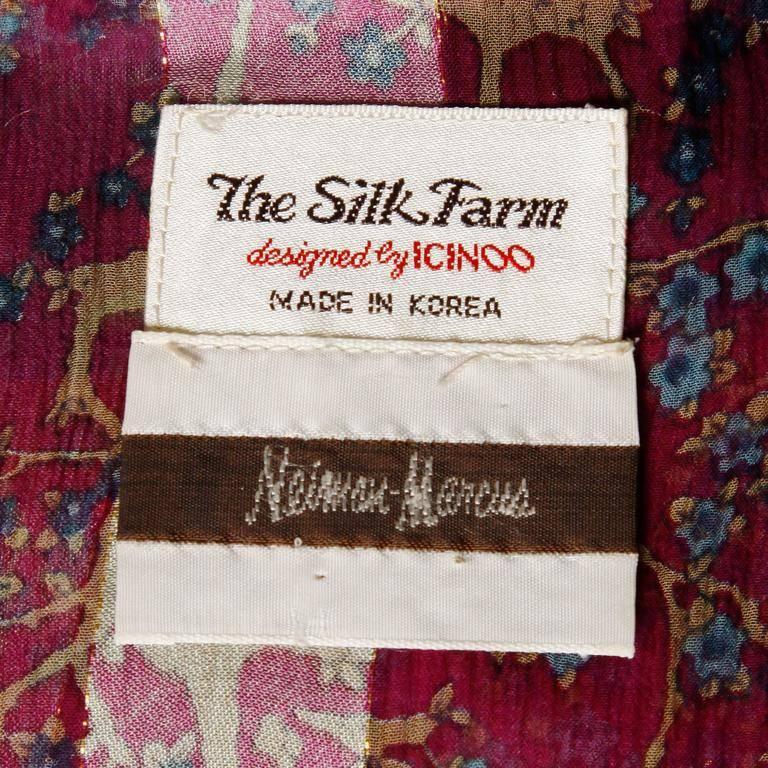 The Silk Farm
designed by ICINOO
MADE IN KOREA
Neiman-Marcus